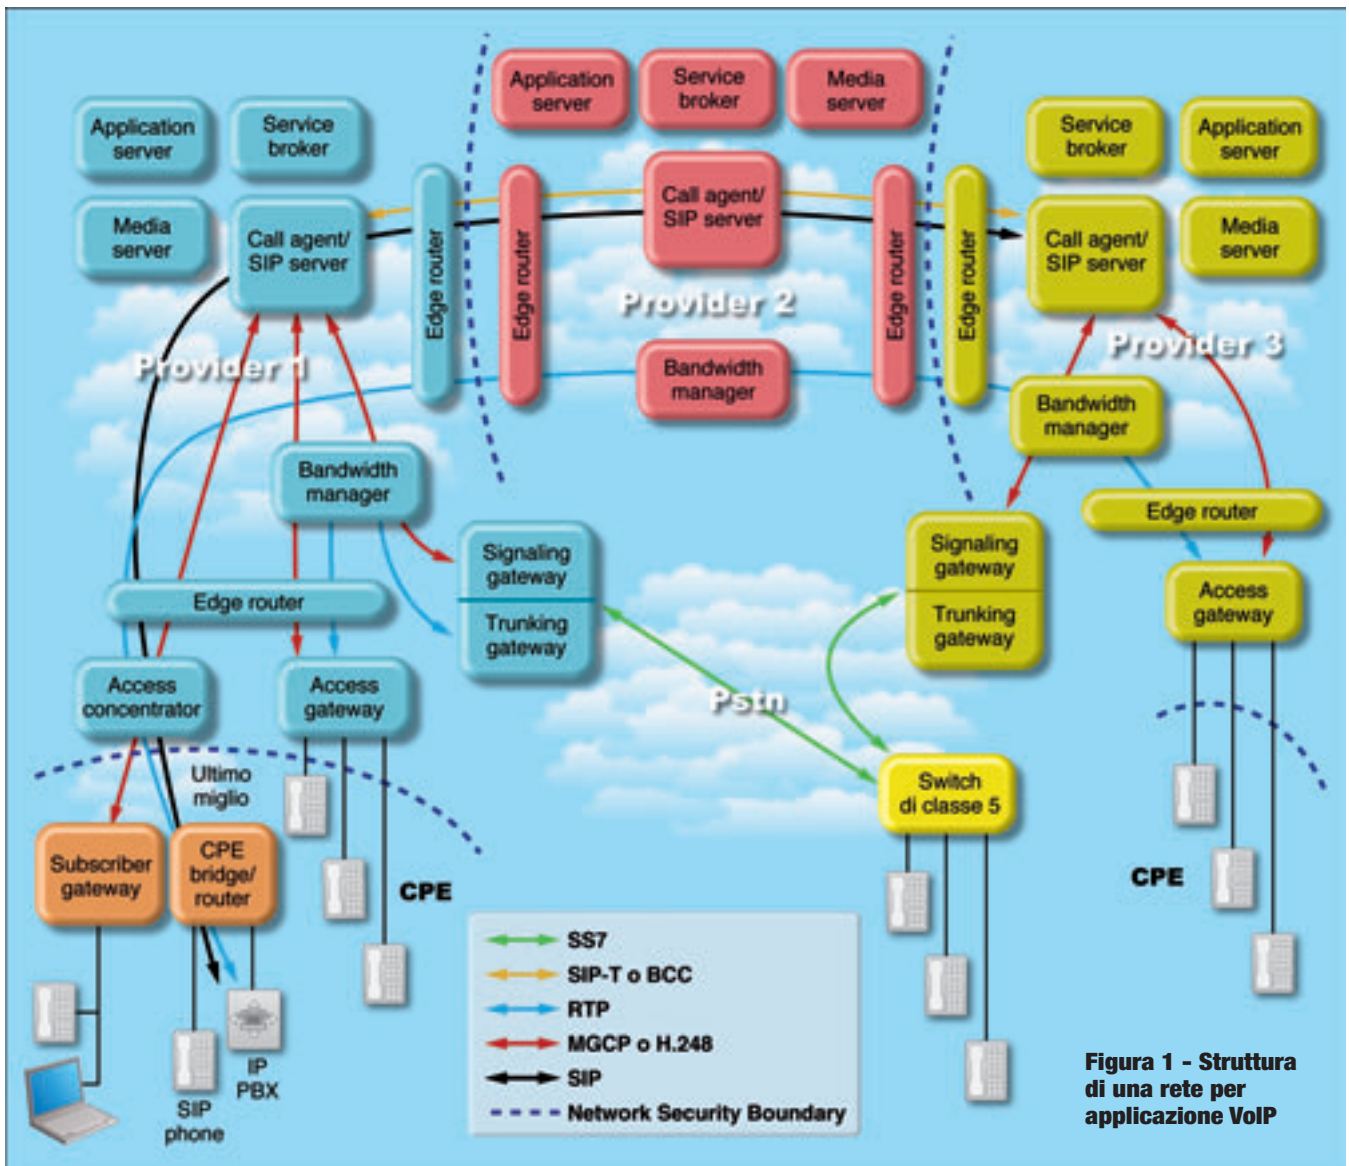 Application
server
Service
broker
Media
server
Application
server
Service
broker
Service
broker
Application
server
Media
server
Call agent/
SIP server
Edge router
Edge router
Call agent/
SIP server
Edge router
Edge router
Call agent/
SIP server
Media
server
Provider 1
Provider 2
Provider 3
Bandwidth
manager
Bandwidth
manager
Bandwidth
manager
Edge router
Signaling
gateway
Trunking
gateway
Signaling
gateway
Trunking
gateway
Edge router
Access
gateway
Access
concentrator
Access
gateway
Pstn
Ultimo
miglio
Switch
di classe 5
Subscriber
gateway
CPE
bridge/
router
CPE
CPE
SS7
SIP-T o BCC
RTP
MGCP o H.248
SIP
Network Security Boundary
IP
PBX
SIP
phone
Figura 1 - Struttura
di una rete per
applicazione VoIP